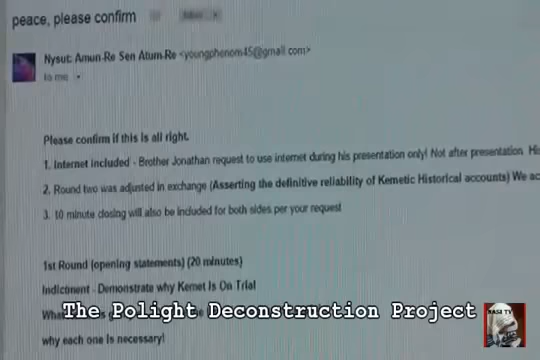 peace, please confirm
Nysut: Amun-Re Sen Atum-Re <youngphenom45@gmail.com>
to me
Please confirm if this is all right.
1. Internet included - Brother Jonathan request to use internet during his presentation only! Not after presentation. His
2. Round two was adjusted in exchange (Asserting the definitive reliability of Kemetic Historical accounts) We ac
3. 10 minute closing will also be included for both sides per your request
1st Round (opening statements) (20 minutes)
Indictment - Demonstrate why Kemet Is On Trial
The Polight Deconstruction Project
RASI TV
why each one is necessary!